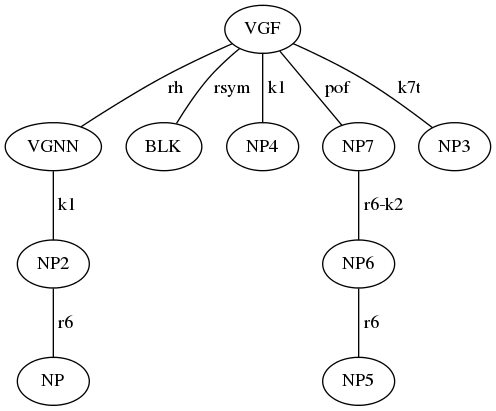 VGF
rh rsym k1 pof k7t
VGNN BLK NP4 NP7 NP3
k1 r6-k2
NP2 NP6
r6 r6
NP NP5